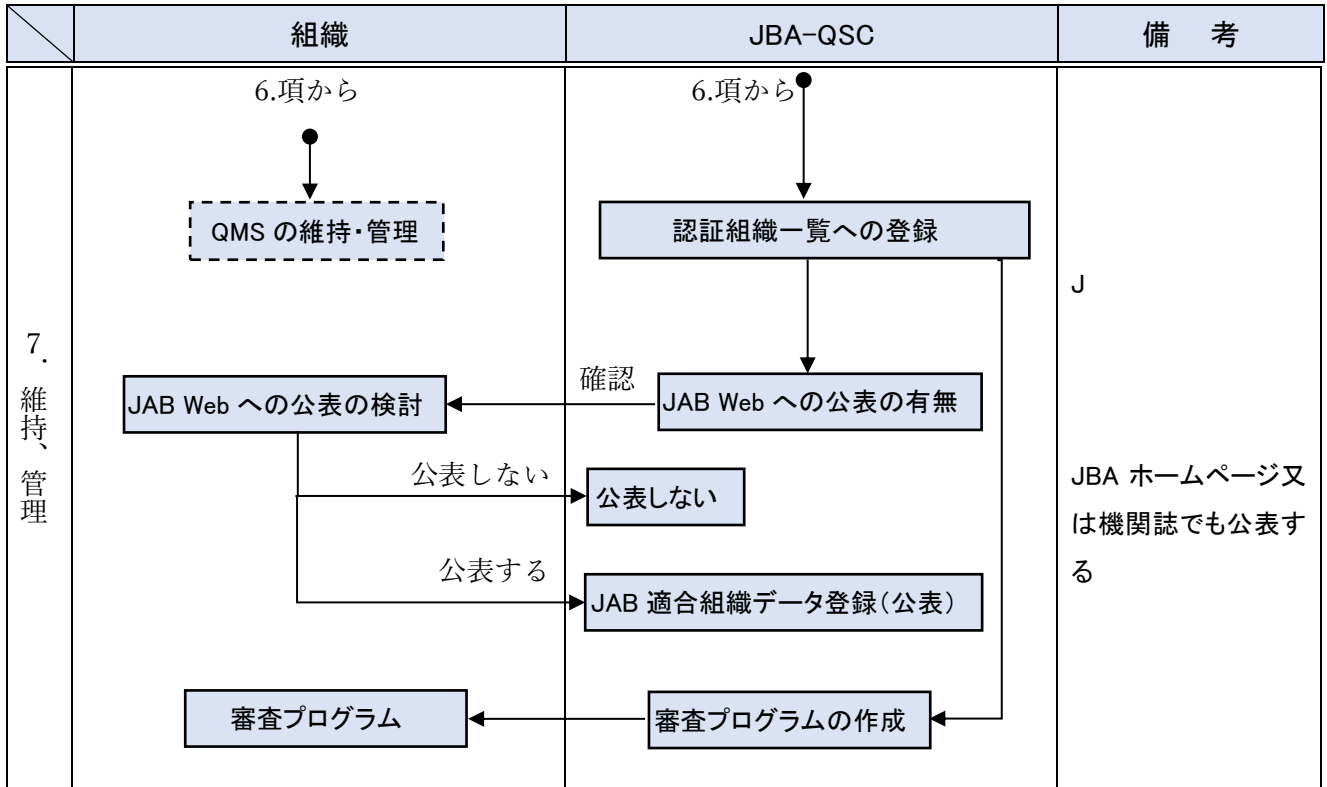 組織
JBA-QSC
備　考
6.項から
6.項から
QMS の維持・管理
認証組織一覧への登録
J
7.維持、管理
確認
JAB Web への公表の検討
JAB Web への公表の有無
公表しない
公表しない
JBA ホームページ又
は機関誌でも公表す
る
公表する
JAB 適合組織データ登録（公表）
審査プログラム
審査プログラムの作成